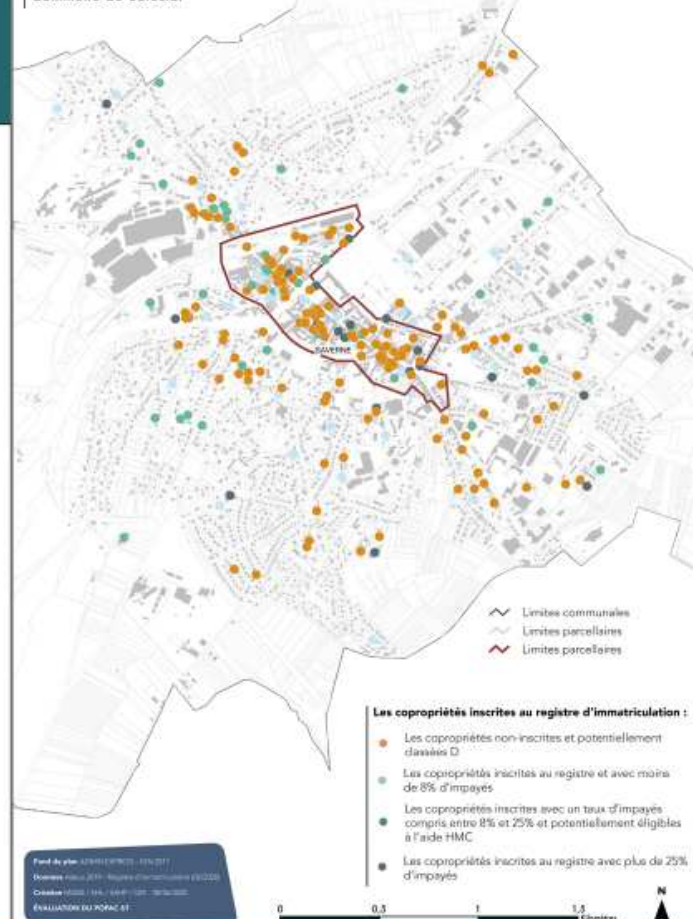 SAVERNE
Limites communales
Limites parcellaires
Limites parcellaires
Les copropriétés inscrites au registre d'immatriculation :
Les copropriétés non-inscrites et potentiellement
classées D
Les copropriétés inscrites au registre et avec moins
de 8% d'impayés
Les copropriétés inscrites avec un taux d'impayés
compris entre 8% et 25% et potentiellement éligibles
à l'aide HMC
Les copropriétés inscrites au registre avec plus de 25%
d'impayés
Fond de plan
Données
Création
ÉVALUATION DU POPAC 67
N
0 0,5 1 1,5